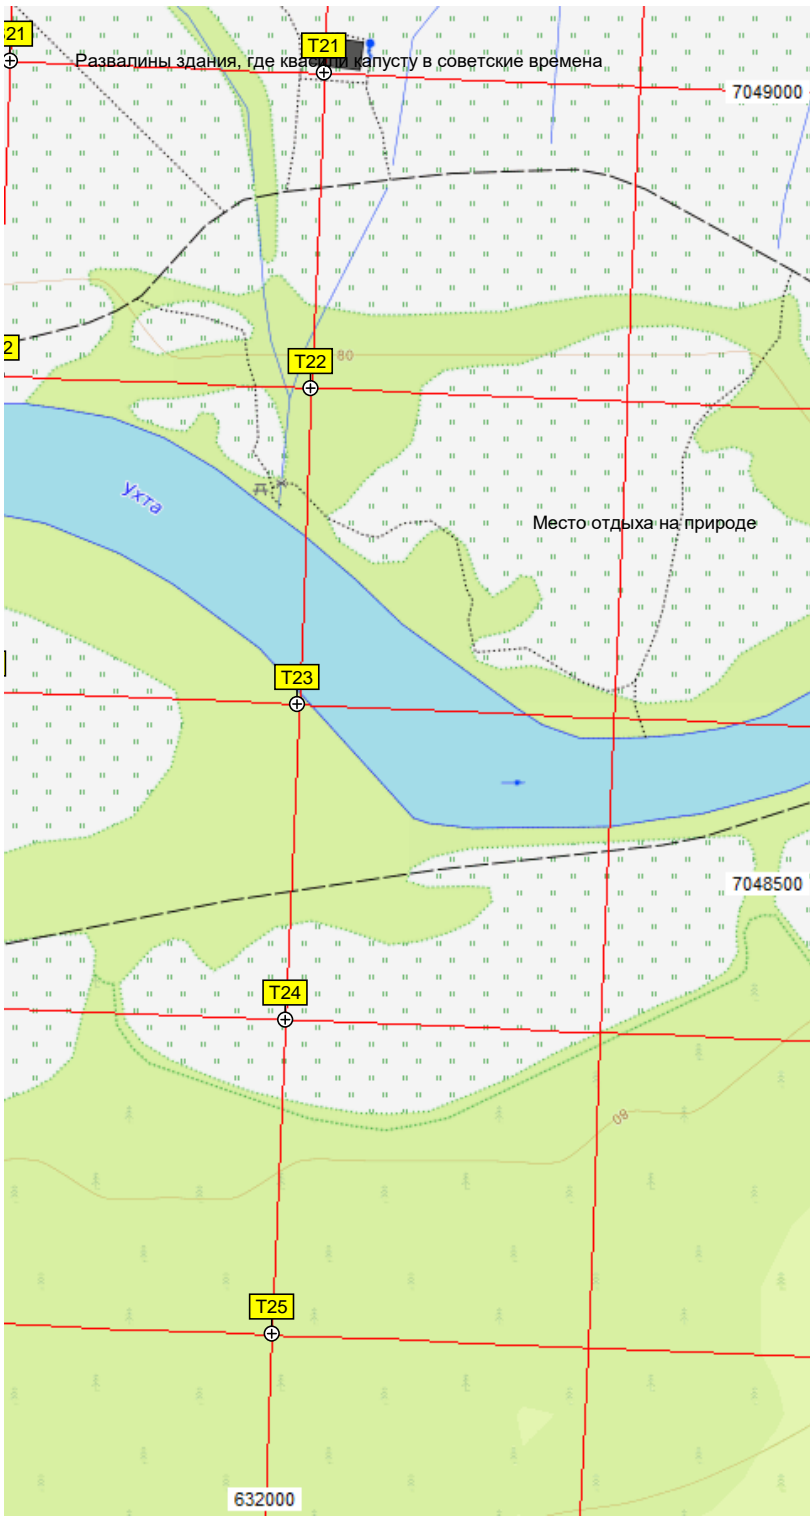 21
T21
Развалины здания, где квасили капусту в советские времена
7049000
2
T22
80
Ухта
Место отдыха на природе
T23
7048500
T24
80
T25
632000